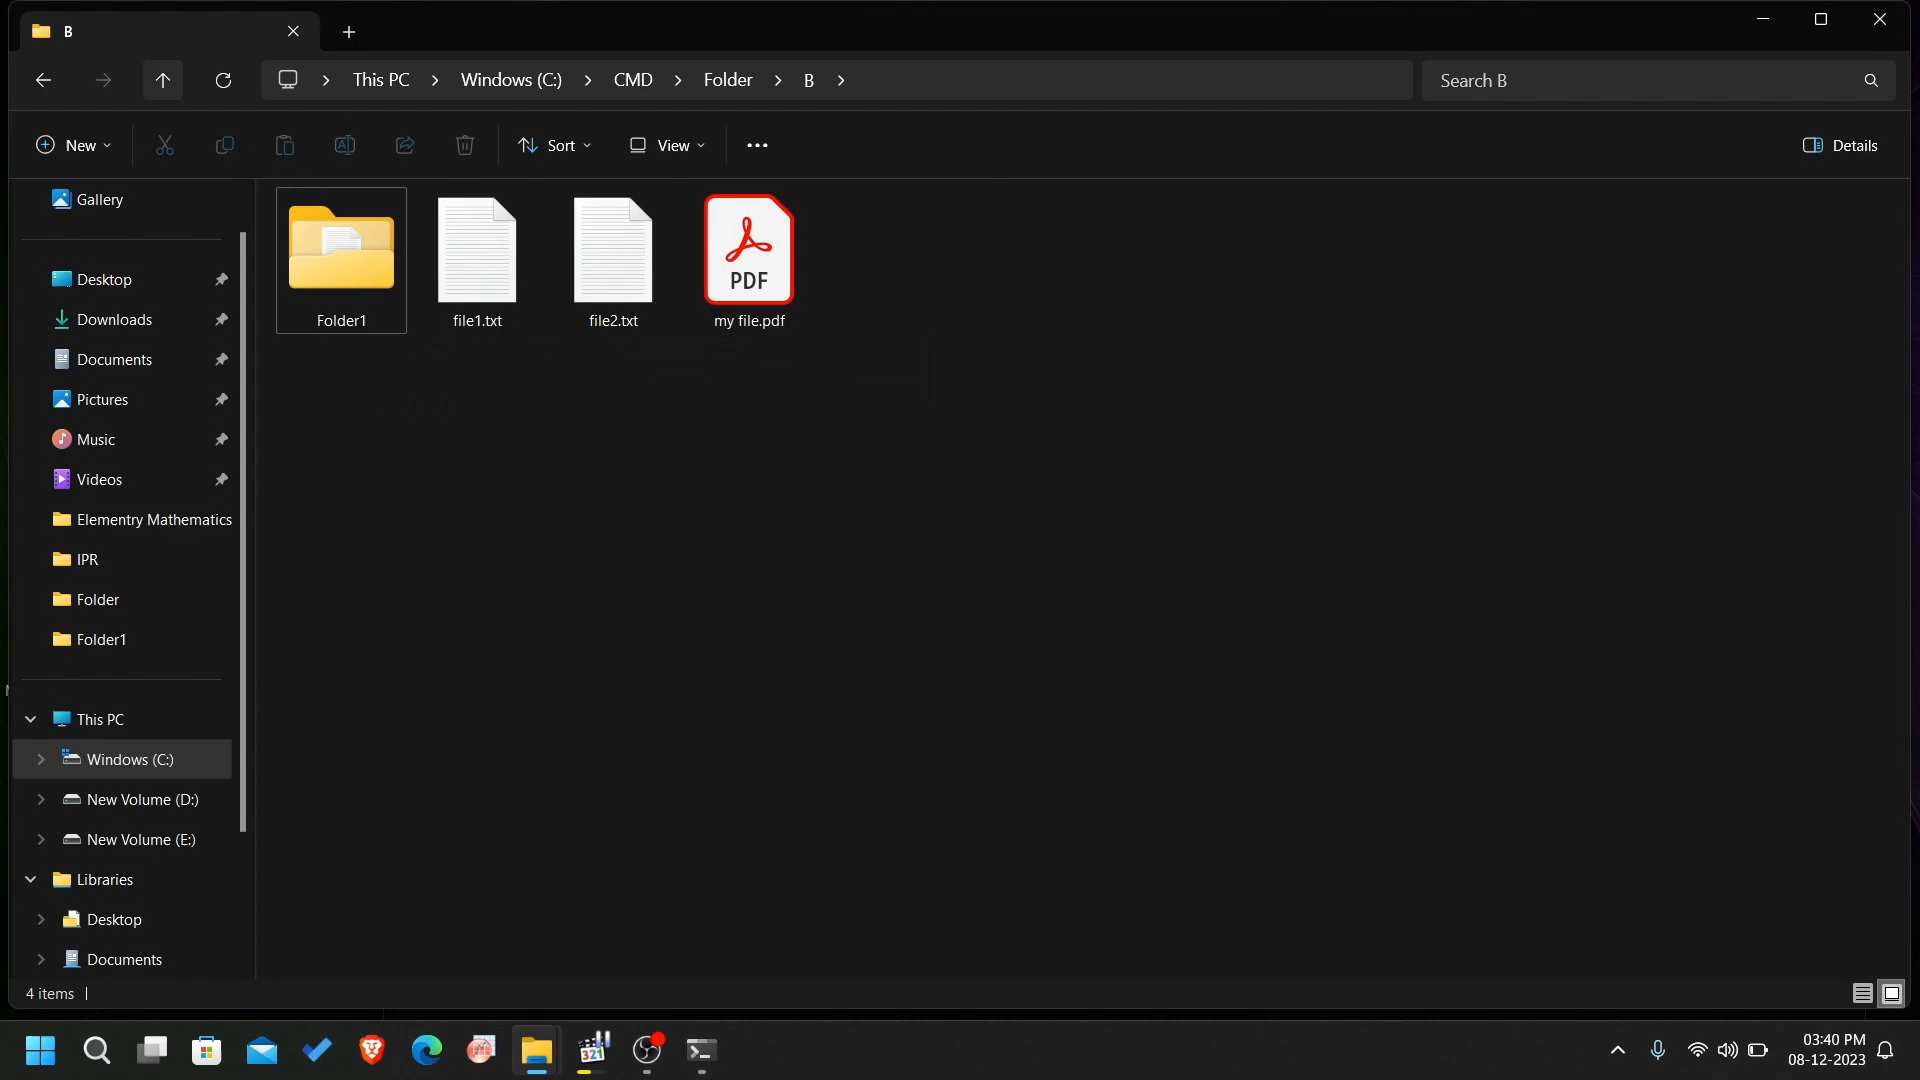 B
This PC
Windows (C:)
CMD
Folder
B
Search B
New
Sort
View
Details
Gallery
Folder1
file1.txt
file2.txt
PDF
my file.pdf
Desktop
Downloads
Documents
Pictures
Music
Videos
Elementry Mathematics
IPR
Folder
Folder1
This PC
Windows (C:)
New Volume (D:)
New Volume (E:)
Libraries
Desktop
Documents
4 items
321
03:40 PM
08-12-2023